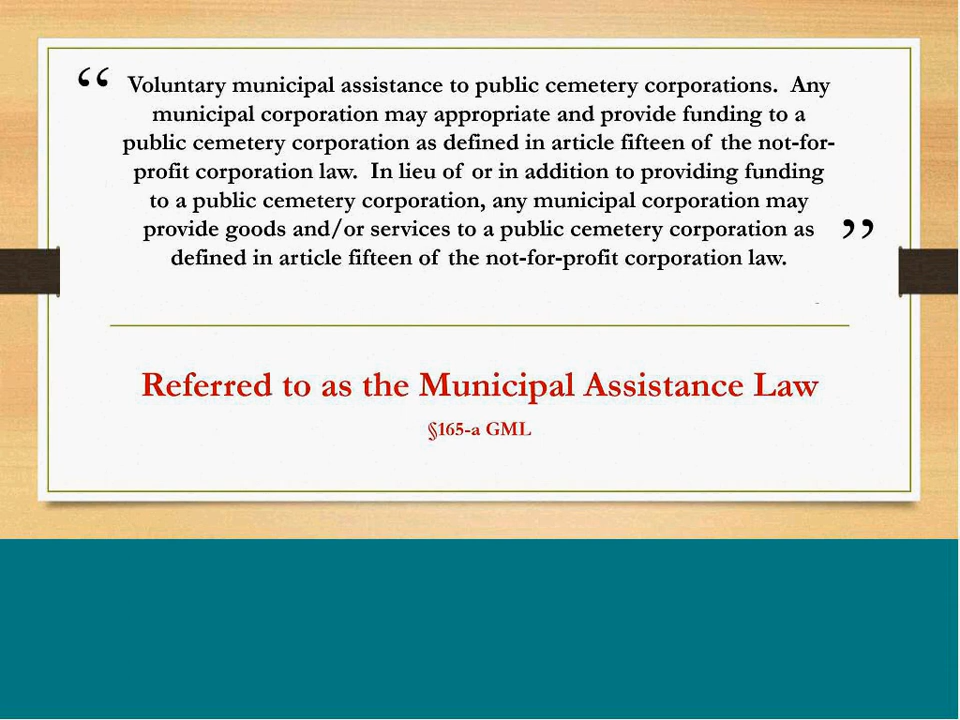 “ Voluntary municipal assistance to public cemetery corporations. Any
municipal corporation may appropriate and provide funding to a
public cemetery corporation as defined in article fifteen of the not-for-
profit corporation law. In lieu of or in addition to providing funding
to a public cemetery corporation, any municipal corporation may
provide goods and/or services to a public cemetery corporation as ”
defined in article fifteen of the not-for-profit corporation law.
Referred to as the Municipal Assistance Law
§165-a GML